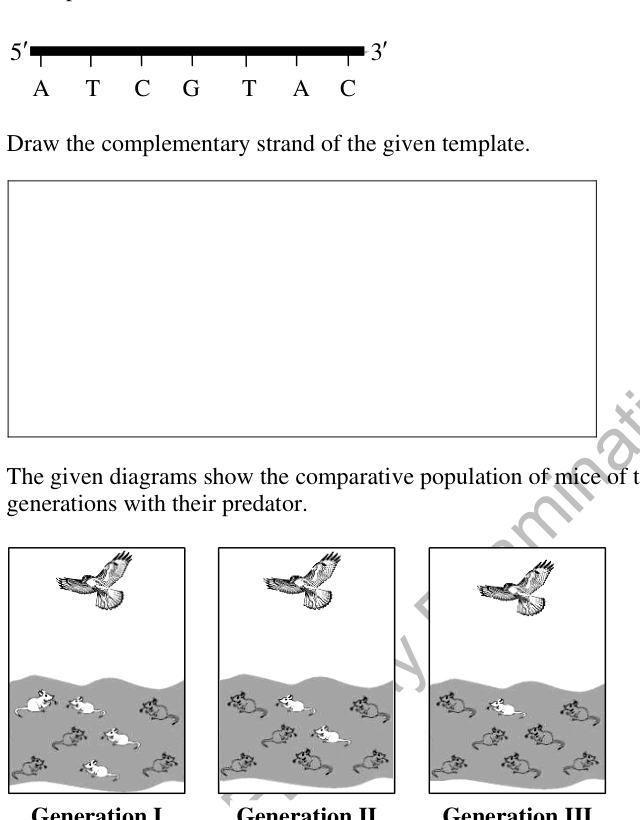 5′ 3′
A T C G T A C
Draw the complementary strand of the given template.
The given diagrams show the comparative population of mice of
generations with their predator.
Generation I Generation II Generation III